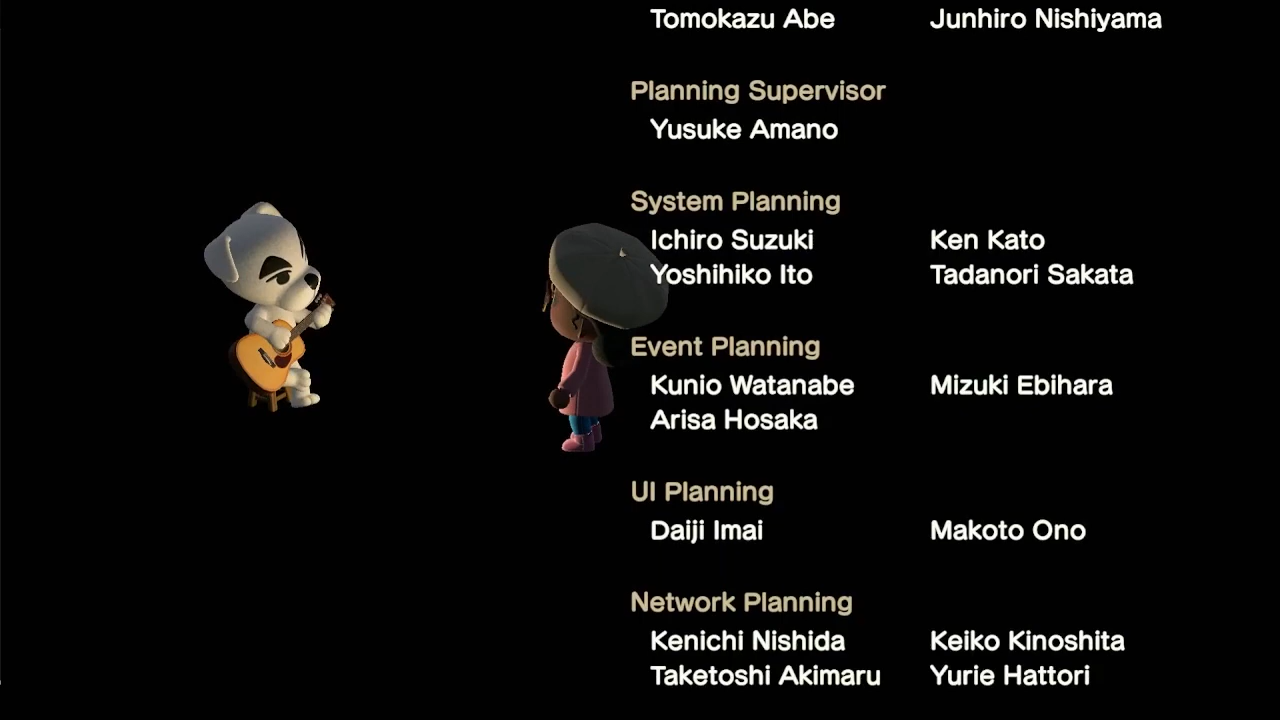 Tomokazu Abe Junhiro Nishiyama
Planning Supervisor
Yusuke Amano
System Planning
Ichiro Suzuki Ken Kato
Yoshihiko Ito Tadanori Sakata
Event Planning
Kunio Watanabe Mizuki Ebihara
Arisa Hosaka
UI Planning
Daiji Imai Makoto Ono
Network Planning
Kenichi Nishida Keiko Kinoshita
Taketoshi Akimaru Yurie Hattori